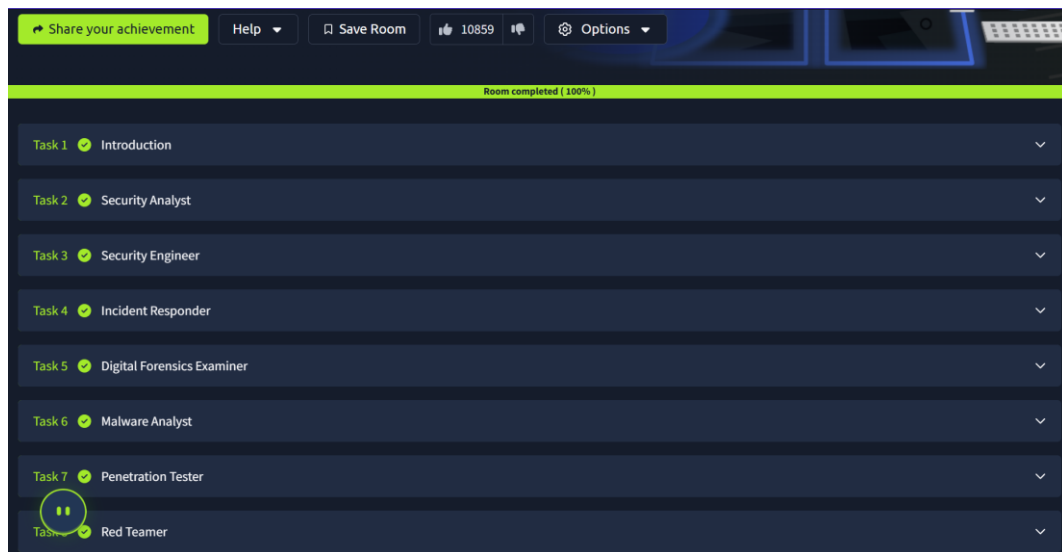 Share your achievement Help Save Room 10859 Options
Room completed ( 100% )
Task 1 Introduction
Task 2 Security Analyst
Task 3 Security Engineer
Task 4 Incident Responder
Task 5 Digital Forensics Examiner
Task 6 Malware Analyst
Task 7 Penetration Tester
Red Teamer